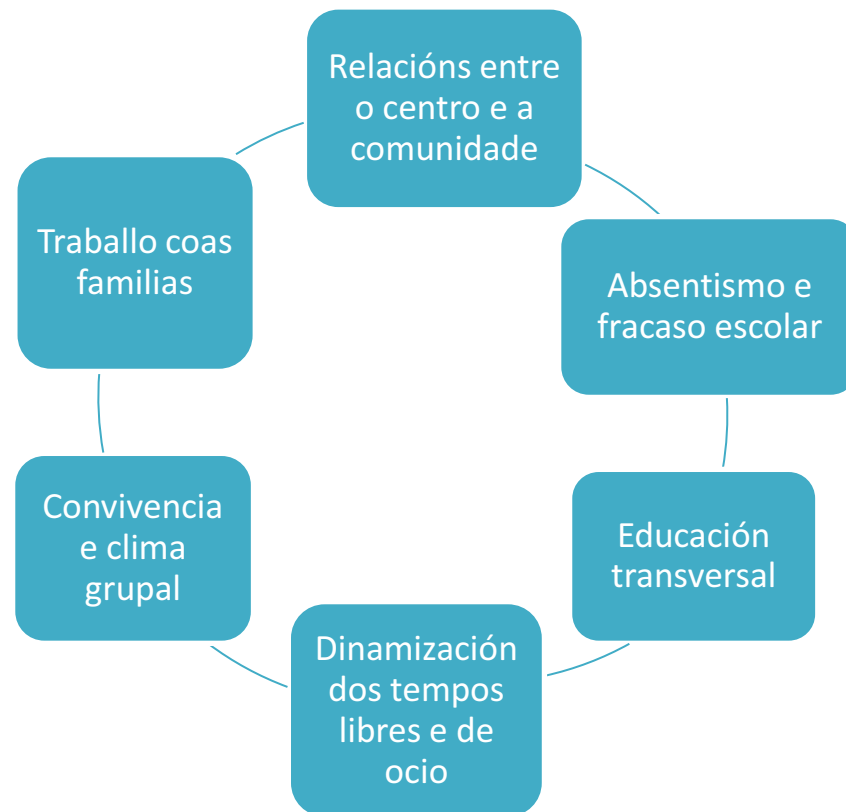 Relacións entre
o centro e a
comunidade
Absentismo e
fracaso escolar
Educación
transversal
Dinamización
dos tempos
libres e de
ocio
Convivencia
e clima
grupal
Traballo coas
familias